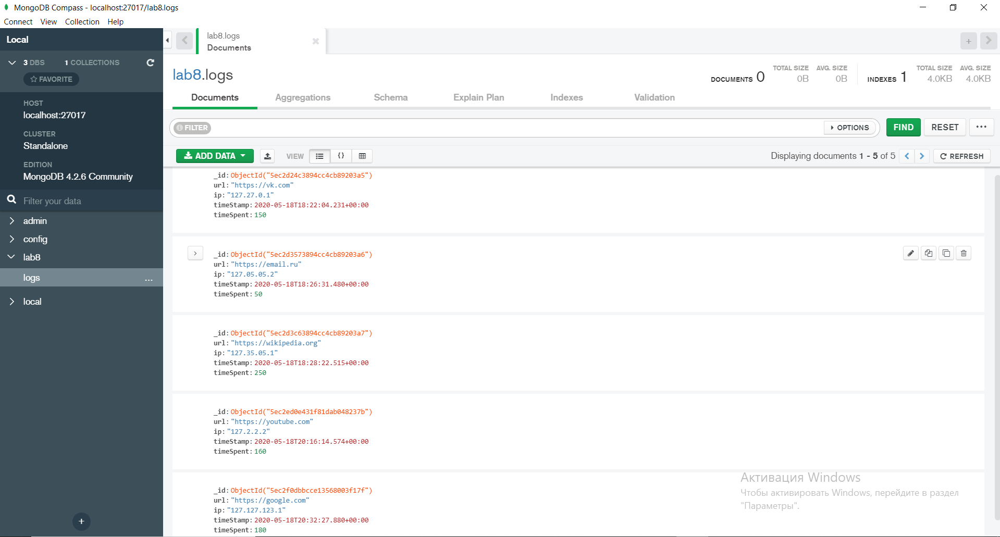 MongoDB Compass - localhost:27017/lab8.logs
Connect View Collection Help
Local
3 DBS 1 COLLECTIONS
FAVORITE
HOST
localhost:27017
CLUSTER
Standalone
EDITION
MongoDB 4.2.6 Community
Filter your data
admin
config
lab8
logs ...
local
+
lab8.logs
Documents
+
lab8.logs
DOCUMENTS 0 TOTAL SIZE 0B AVG. SIZE 0B INDEXES 1 TOTAL SIZE 4.0KB AVG. SIZE 4.0KB
Documents Aggregations Schema Explain Plan Indexes Validation
FILTER OPTIONS FIND RESET ...
ADD DATA VIEW {} Displaying documents 1 - 5 of 5 REFRESH
_id: ObjectId("5ec2d24c3894cc4cb89203a5")
url: "https://vk.com"
ip: "127.27.0.1"
timeStamp: 2020-05-18T18:22:04.231+00:00
timeSpent: 150
_id: ObjectId("5ec2d3573894cc4cb89203a6")
url: "https://email.ru"
ip: "127.05.05.2"
timeStamp: 2020-05-18T18:26:31.480+00:00
timeSpent: 50
_id: ObjectId("5ec2d3c63894cc4cb89203a7")
url: "https://wikipedia.org"
ip: "127.35.05.1"
timeStamp: 2020-05-18T18:28:22.515+00:00
timeSpent: 250
_id: ObjectId("5ec2ed0e431f81dab048237b")
url: "https://youtube.com"
ip: "127.2.2.2"
timeStamp: 2020-05-18T20:16:14.574+00:00
timeSpent: 160
_id: ObjectId("5ec2f0dbbcce13568003f17f")
url: "https://google.com"
ip: "127.127.123.1"
timeStamp: 2020-05-18T20:32:27.880+00:00
timeSpent: 180
Активация Windows
Чтобы активировать Windows, перейдите в раздел
"Параметры".